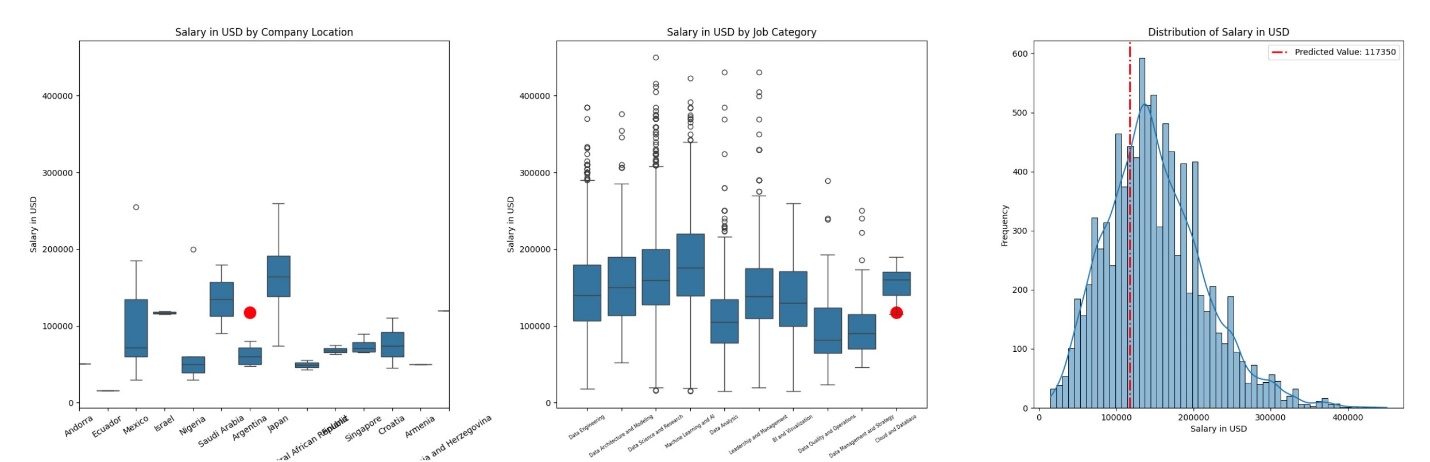 Salary in USD by Company Location
Salary in USD
400000
300000
200000
100000
0
Andorra
Ecuador
Mexico
Israel
Nigeria
Saudi Arabia
Argentina
Japan
ral African
Singapore
Croatia
Armenia
ia and Herzegovina
Salary in USD by Job Category
Salary in USD
400000
300000
200000
100000
0
Data Engineering
Data Architecture and Modeling
Data Science and Research
Machine Learning and AI
Data Analysis
Leadership and Management
BI and Visualization
Data Quality and Operations
Data Management and Strategy
Cloud and Database
Distribution of Salary in USD
Predicted Value: 117350
Frequency
600
500
400
300
200
100
0
0
100000
200000
300000
400000
Salary in USD